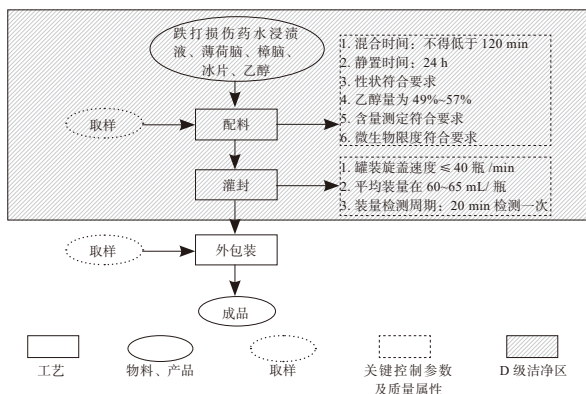 跌打损伤药水浸渍
液、薄荷脑、樟脑、
冰片、乙醇
1. 混合时间：不得低于 120 min
2. 静置时间：24 h
3. 性状符合要求
4. 乙醇量为 49%~57%
5. 含量测定符合要求
6. 微生物限度符合要求
取样
配料
1. 罐装旋盖速度 ≤ 40 瓶 /min
2. 平均装量在 60~65 mL/ 瓶
3. 装量检测周期：20 min 检测一次
灌封
取样
外包装
成品
工艺
物料、产品
取样
关键控制参数
及质量属性
D 级洁净区